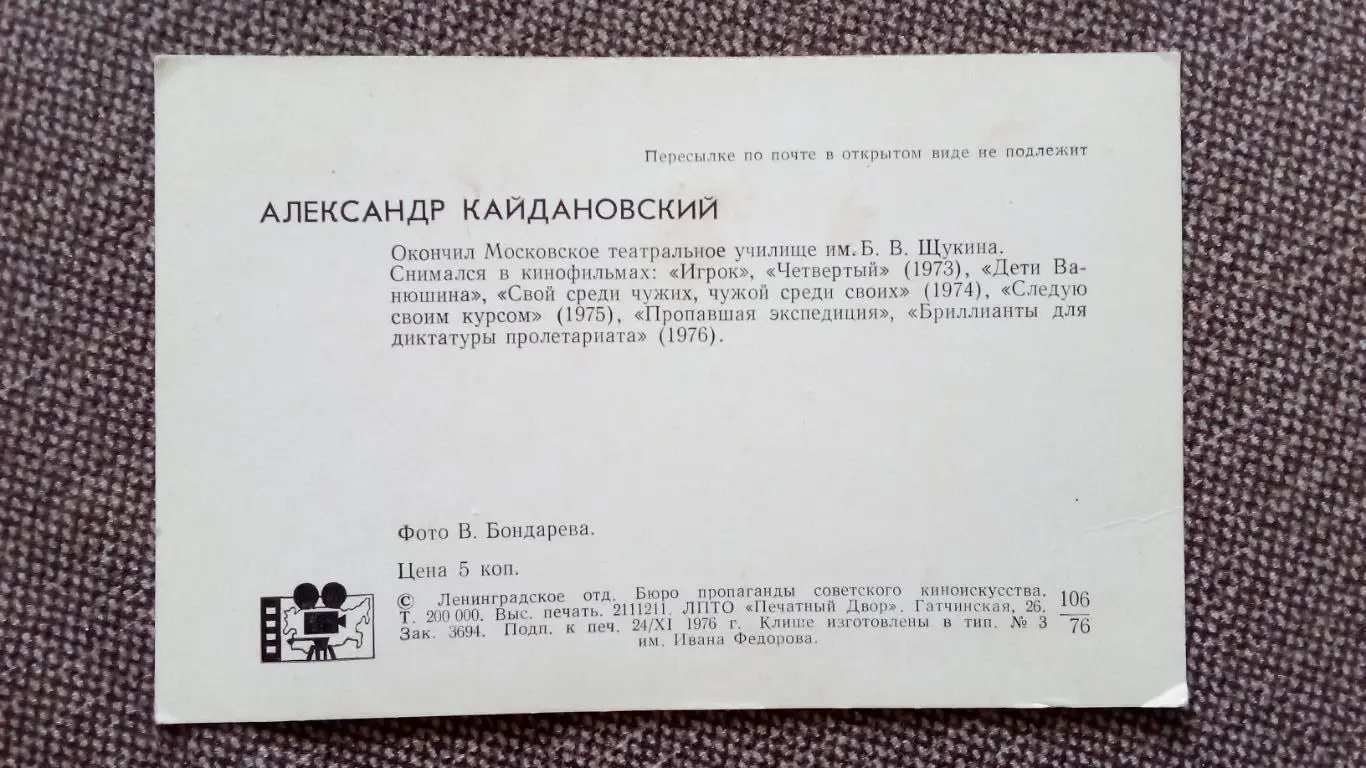 Пересылке по почте в открытом виде не подлежит
АЛЕКСАНДР КАЙДАНОВСКИЙ
Окончил Московское театральное училище им. Б. В. Щукина.
Снимался в кинофильмах: «Игрок», «Четвертый» (1973), «Дети Ва-
нюшина», «Свой среди чужих, чужой среди своих» (1974), «Следую
своим курсом» (1975), «Пропавшая экспедиция», «Бриллианты для
диктатуры пролетариата» (1976).
Фото В. Бондарева.
Цена 5 коп.
© Ленинградское отд. Бюро пропаганды советского киноискусства.
Т. 200 000. Выс. печать. 2111211. ЛПТО «Печатный Двор». Гатчинская, 26.
Зак. 3694. Подп. к печ. 24/XI 1976 г. Клише изготовлены в тип. № 3
им. Ивана Федорова.
106
76